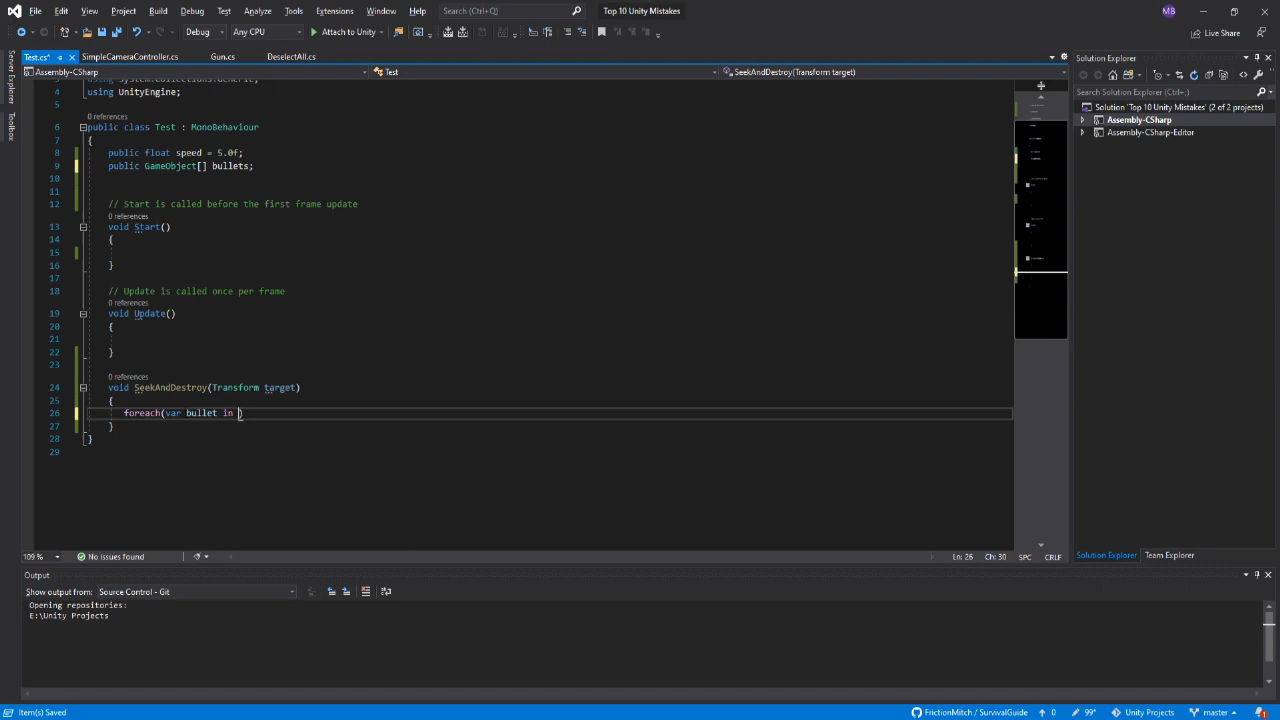 File Edit View Project Build Debug Test Analyze Tools Extensions Window Help Search (Ctrl+Q) Top 10 Unity Mistakes MB
Debug Any CPU Attach to Unity Live Share
Test.cs* SimpleCameraController.cs Gun.cs DeselectAll.cs
Assembly-CSharp Test SeekAndDestroy(Transform target)
using System.Collections.Generic;
4 using UnityEngine;
5
0 references
6 public class Test : MonoBehaviour
7 {
8 public float speed = 5.0f;
9 public GameObject[] bullets;
10
11
12 // Start is called before the first frame update
0 references
13 void Start()
14 {
15
16 }
17
18 // Update is called once per frame
0 references
19 void Update()
20 {
21
22 }
23
0 references
24 void SeekAndDestroy(Transform target)
25 {
26 foreach(var bullet in )
27 }
28 }
29
109 % No issues found Ln: 26 Ch: 30 SPC CRLF
Output
Show output from: Source Control - Git
Opening repositories:
E:\Unity Projects
Server Explorer
Toolbox
Solution Explorer
Search Solution Explorer (Ctrl+;)
Solution 'Top 10 Unity Mistakes' (2 of 2 projects)
Assembly-CSharp
Assembly-CSharp-Editor
Solution Explorer Team Explorer
Item(s) Saved FrictionMitch / SurvivalGuide 0 99* Unity Projects master 1